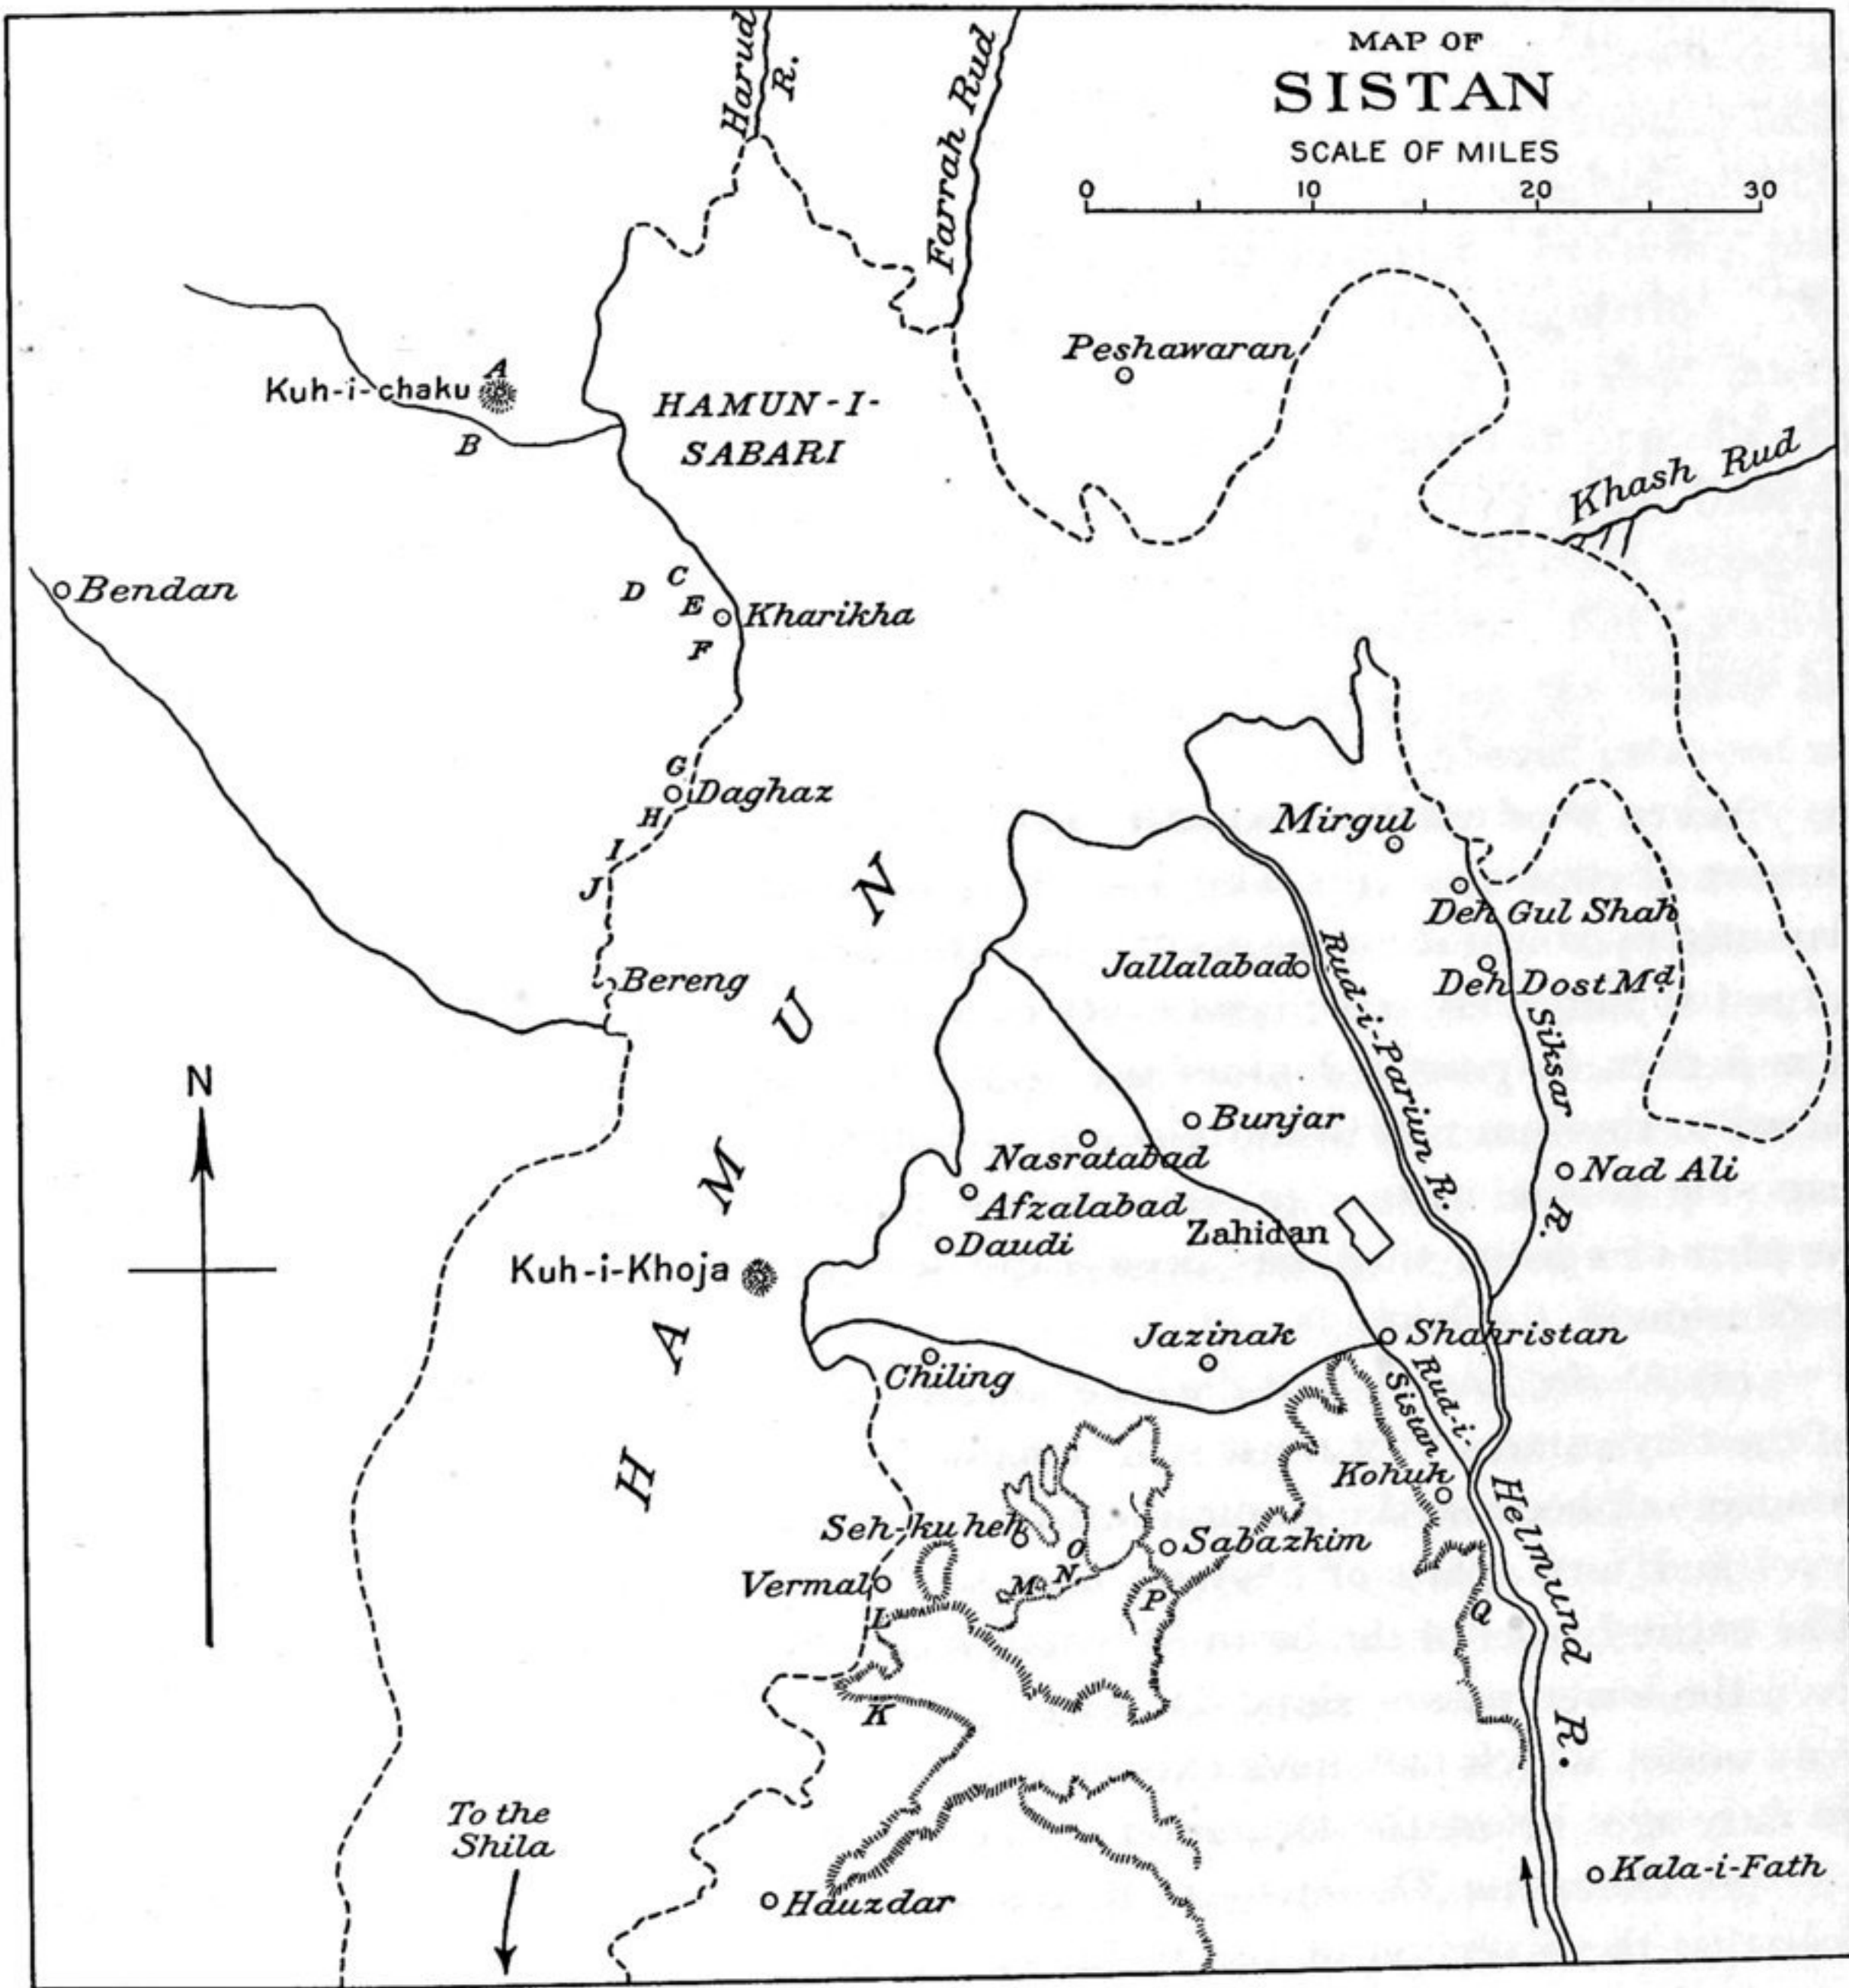 MAP OF
SISTAN
SCALE OF MILES
0 10 20 30
Harud
R.
Farrah Rud
Peshawaran
Kuh-i-chaku
A
B
HAMUN-I-
SABARI
Khash Rud
Bendan
C
D
E
Kharikha
F
G
Daghaz
H
I
J
Mirgul
Deh Gul Shah
Jallalabad
Deh Dost Md.
Bereng
Rud-i-Pariun R.
Siksar R.
N
Bunjar
Nasratabad
Nad Ali
Afzalabad
Zahidan
Daudi
Kuh-i-Khoja
HAMUN
Jazinak
Shahristan
Chiling
Rud-i-
Sistan
Kohuk
Helmund R.
Seh-kuheh
O
Sabazkim
Vermal
M
N
P
L
Q
K
To the
Shila
Hauzdar
Kala-i-Fath